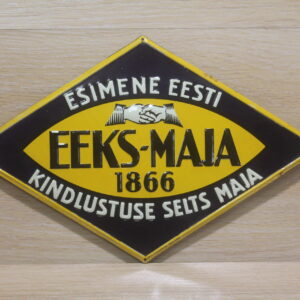 ESIMENE EESTI
EEKS-MAJA
1866
KINDLUSTUSE SELTS MAJA